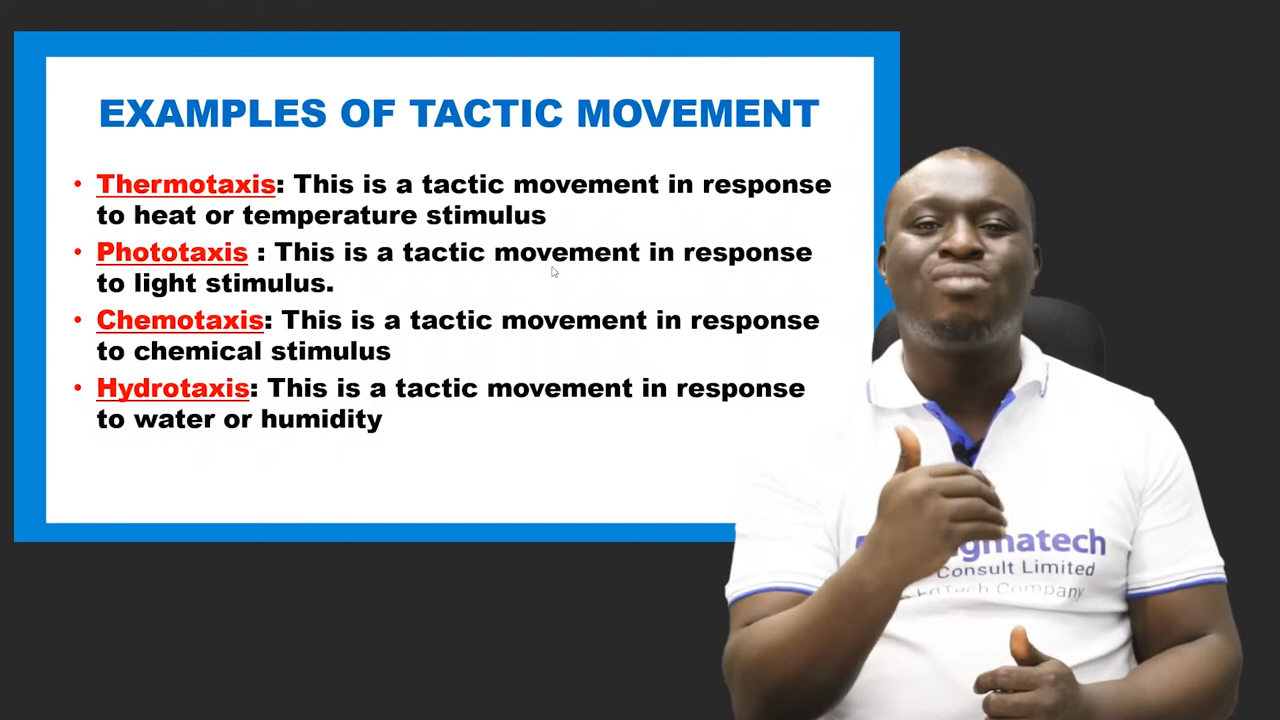 EXAMPLES OF TACTIC MOVEMENT
• Thermotaxis: This is a tactic movement in response
to heat or temperature stimulus
• Phototaxis : This is a tactic movement in response
to light stimulus.
• Chemotaxis: This is a tactic movement in response
to chemical stimulus
• Hydrotaxis: This is a tactic movement in response
to water or humidity
Consult Limited
EdTech Company